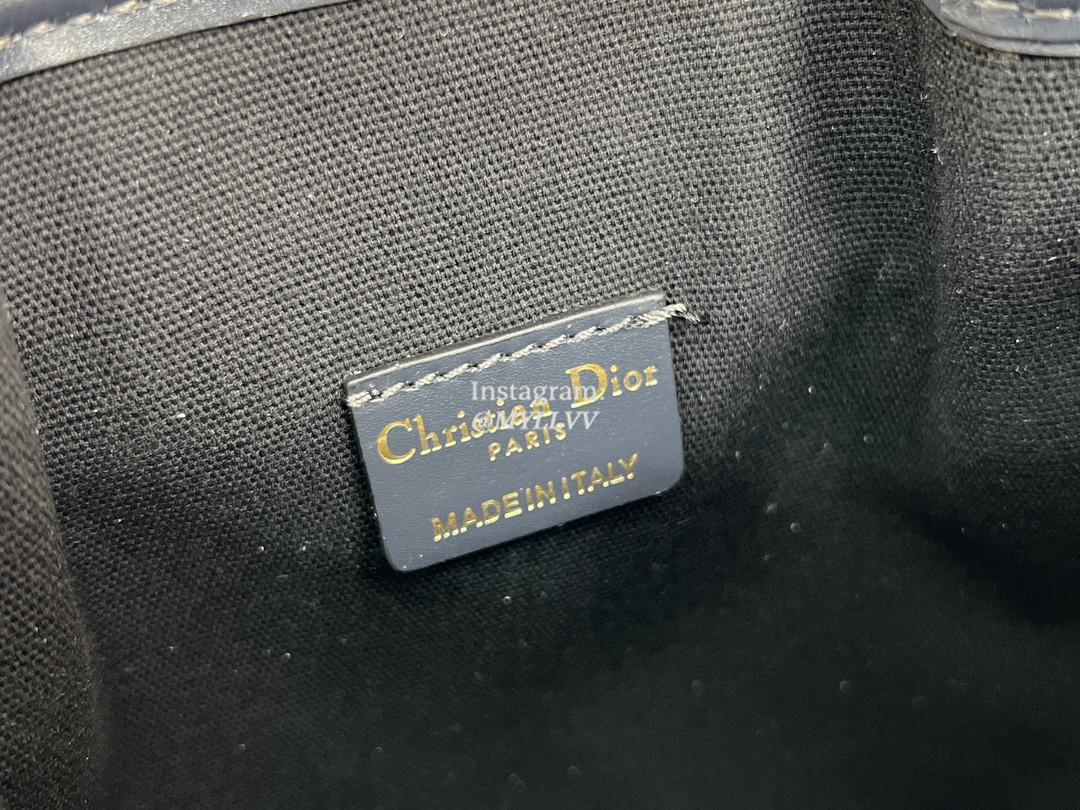 Instagram
Christian Dior
PARIS
MADE IN ITALY